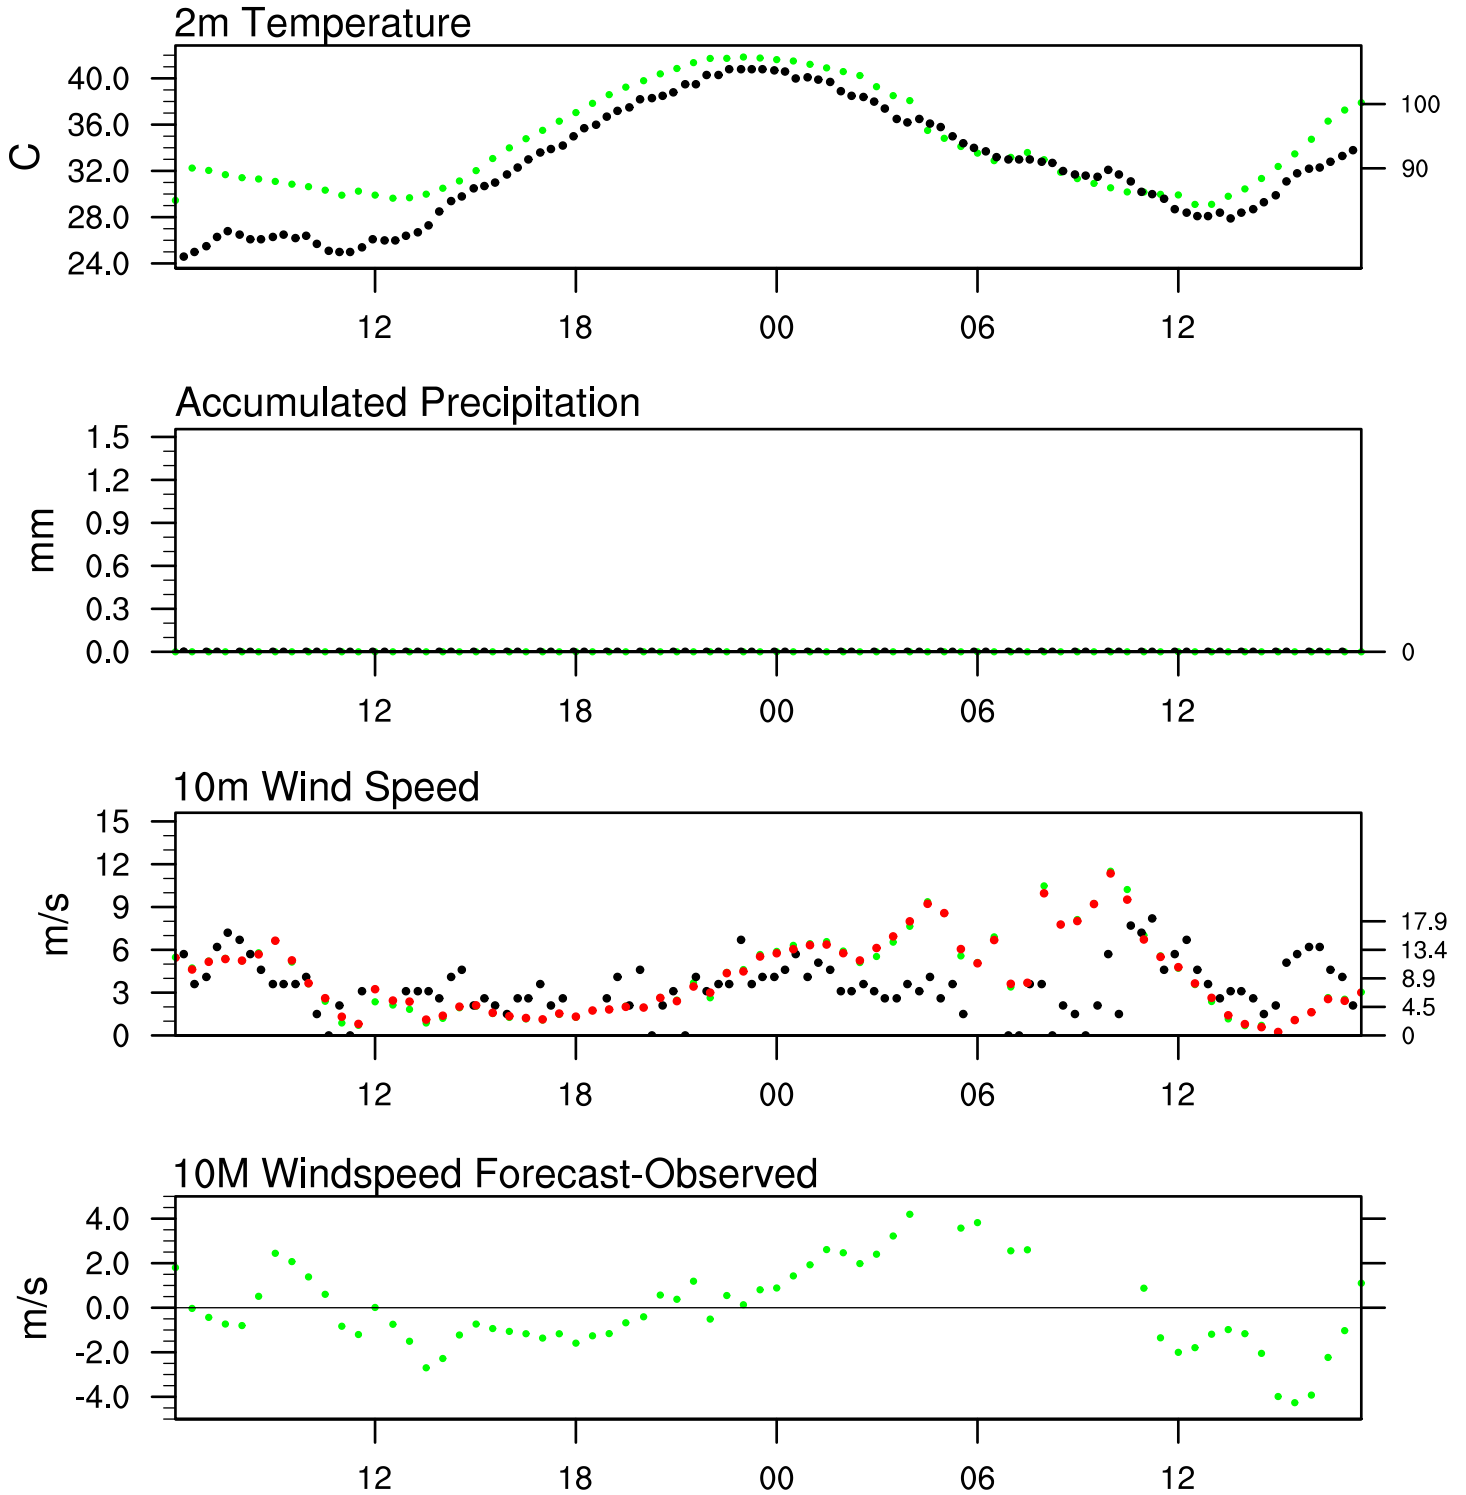 2m Temperature
40.0
36.0
32.0
28.0
24.0
C
100
90
12 18 00 06 12
Accumulated Precipitation
1.5
1.2
0.9
0.6
0.3
0.0
mm
0
12 18 00 06 12
10m Wind Speed
15
12
9
6
3
0
m/s
17.9
13.4
8.9
4.5
0
12 18 00 06 12
10M Windspeed Forecast-Observed
4.0
2.0
0.0
-2.0
-4.0
m/s
12 18 00 06 12